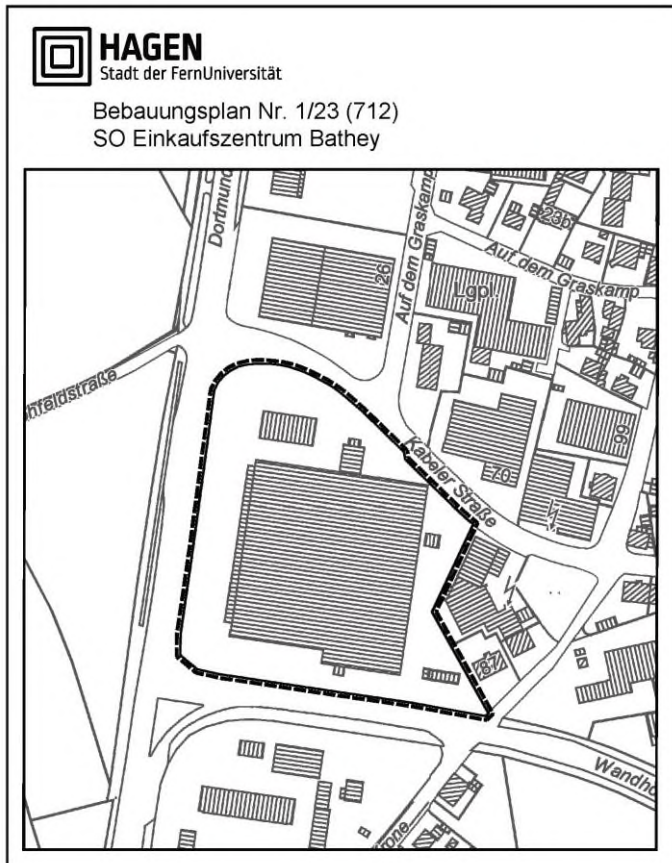 HAGEN
Stadt der FernUniversität
Bebauungsplan Nr. 1/23 (712)
SO Einkaufszentrum Bathey
Dortmund
Auf dem Graskamp
23b
Auf dem Graskamp
26
Lgpl.
hfeldstraße
Kabeler Straße
70
99
87
Wandho
rone